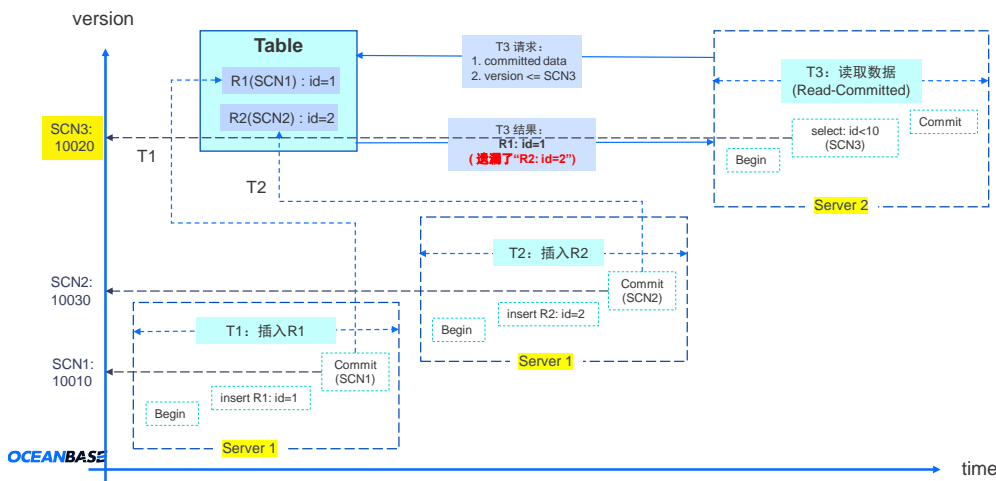 version
Table
R1(SCN1) : id=1
R2(SCN2) : id=2
T3 请求：
1. committed data
2. version <= SCN3
T3：读取数据
(Read-Committed)
Commit
select: id<10
(SCN3)
Begin
Server 2
SCN3:
10020
T3 结果：
R1: id=1
( 遗漏了“R2: id=2”)
T1
T2
T2：插入R2
Commit
(SCN2)
insert R2: id=2
Begin
Server 1
SCN2:
10030
T1：插入R1
Commit
(SCN1)
insert R1: id=1
Begin
Server 1
SCN1:
10010
OCEANBASE
time